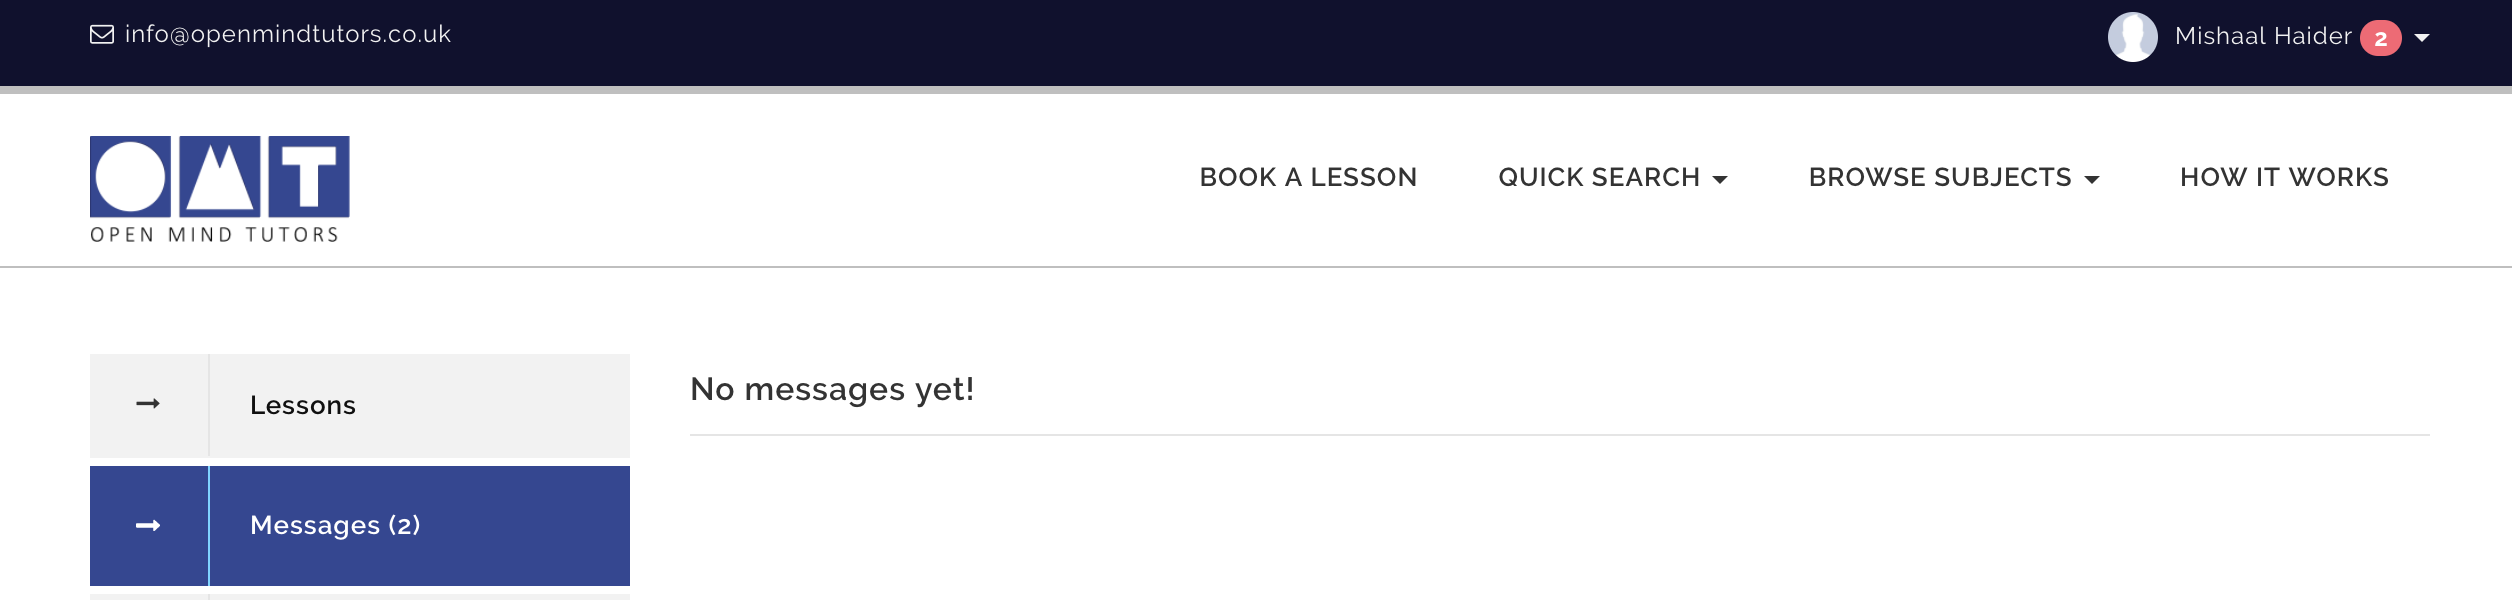 info@openmindtutors.co.uk
Mishaal Haider 2
OMT
OPEN MIND TUTORS
BOOK A LESSON QUICK SEARCH BROWSE SUBJECTS HOW IT WORKS
Lessons
Messages (2)
No messages yet!